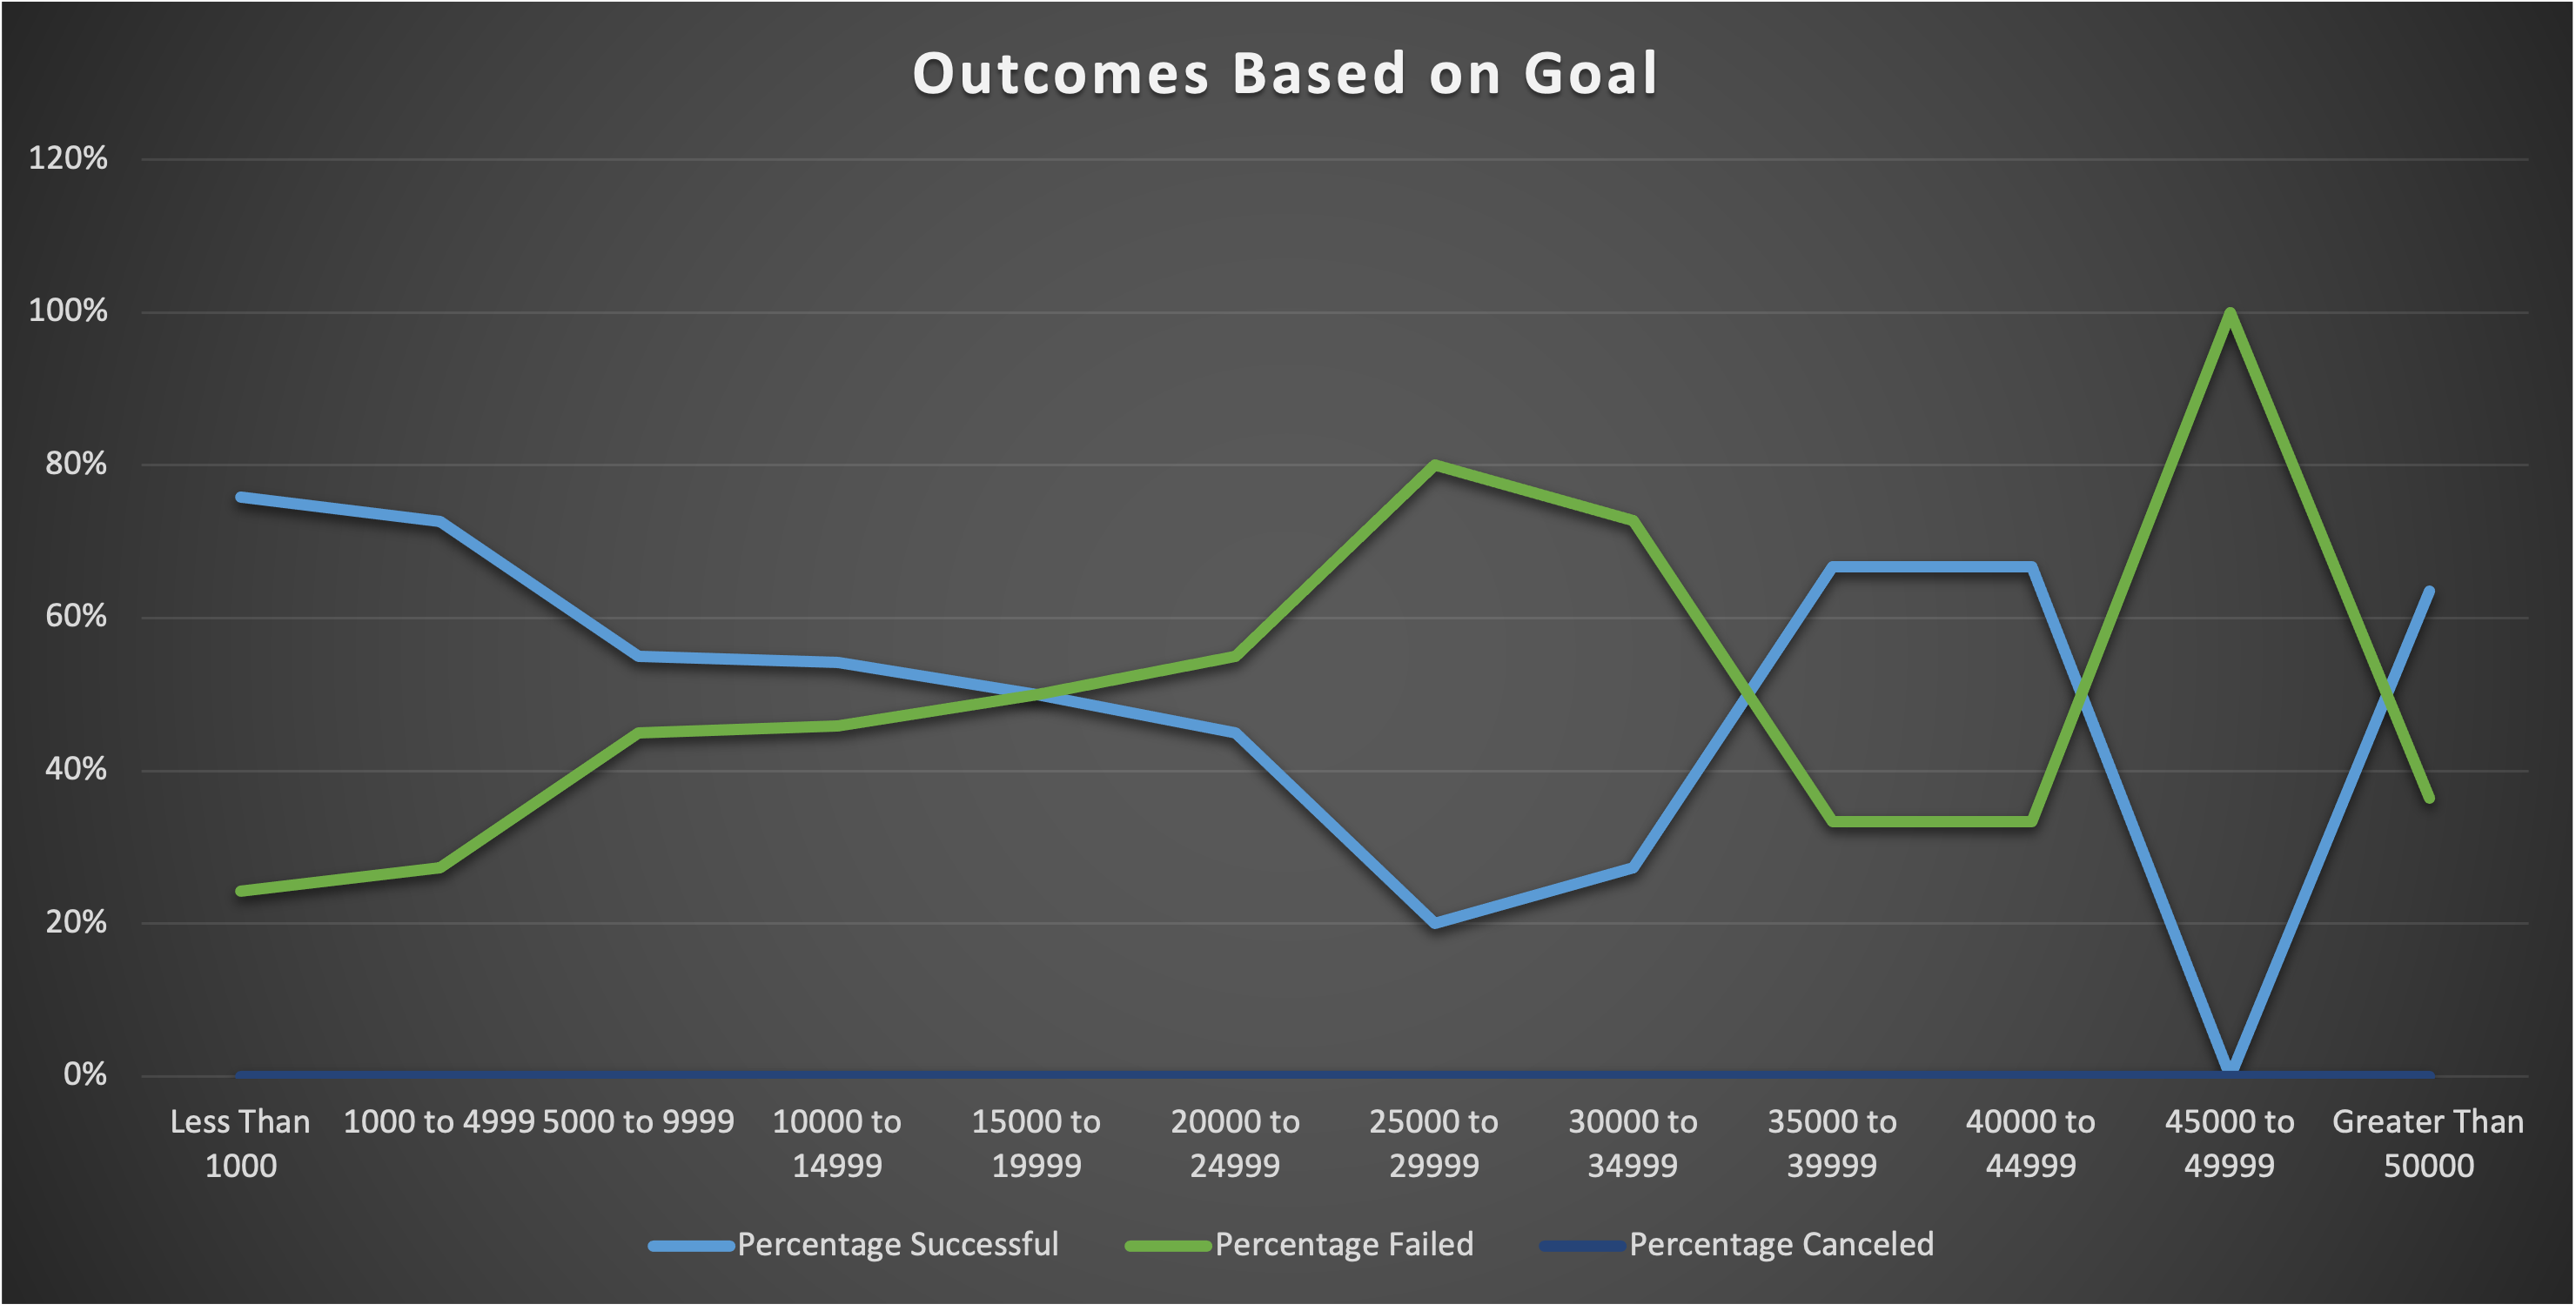 Outcomes Based on Goal
120%
100%
80%
60%
40%
20%
0%
Less Than 1000 to 4999 5000 to 9999 10000 to 15000 to 20000 to 25000 to 30000 to 35000 to 40000 to 45000 to Greater Than
1000 14999 19999 24999 29999 34999 39999 44999 49999 50000
Percentage Successful Percentage Failed Percentage Canceled